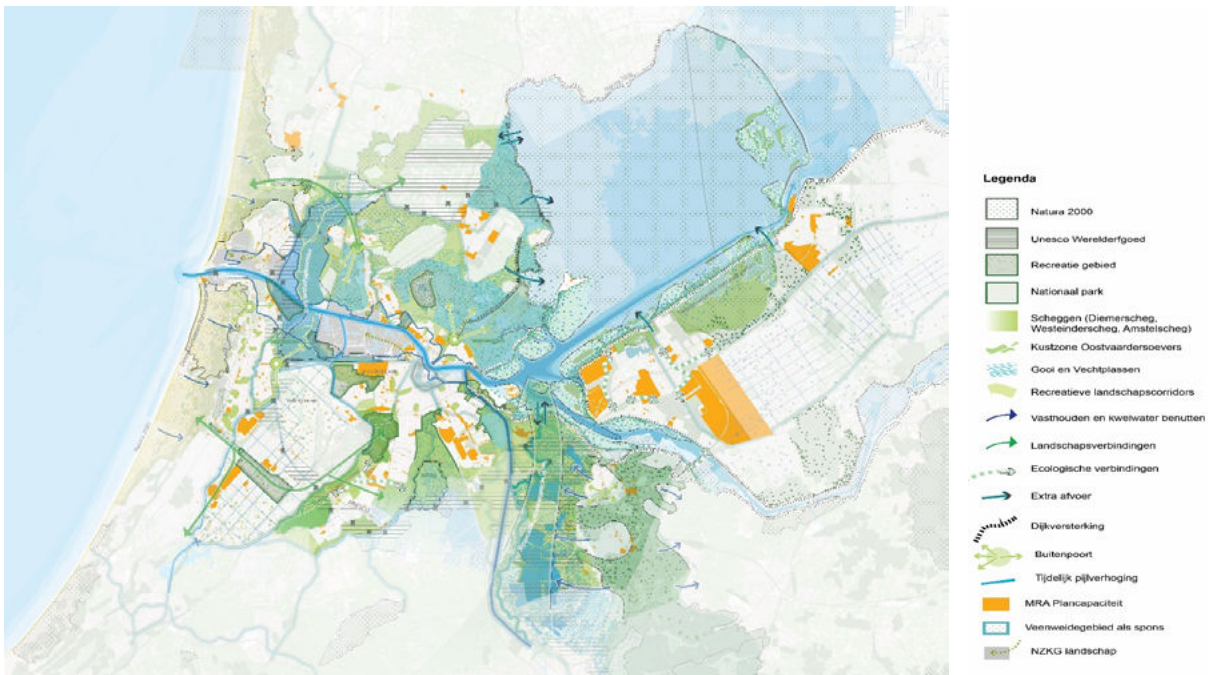 Legenda
Natura 2000
Unesco Werelderfgoed
Recreatie gebied
Nationaal park
Scheggen (Diemerscheg,
Westeinderscheg, Amstelscheg)
Kustzone Oostvaardersoevers
Gooi en Vechtplassen
Recreatieve landschapscorridors
Vasthouden en kwelwater benutten
Landschapsverbindingen
Ecologische verbindingen
Extra afvoer
Dijkversterking
Buitenpoort
Tijdelijk pijlverhoging
MRA Plancapaciteit
Veenweidegebied als spons
NZKG landschap